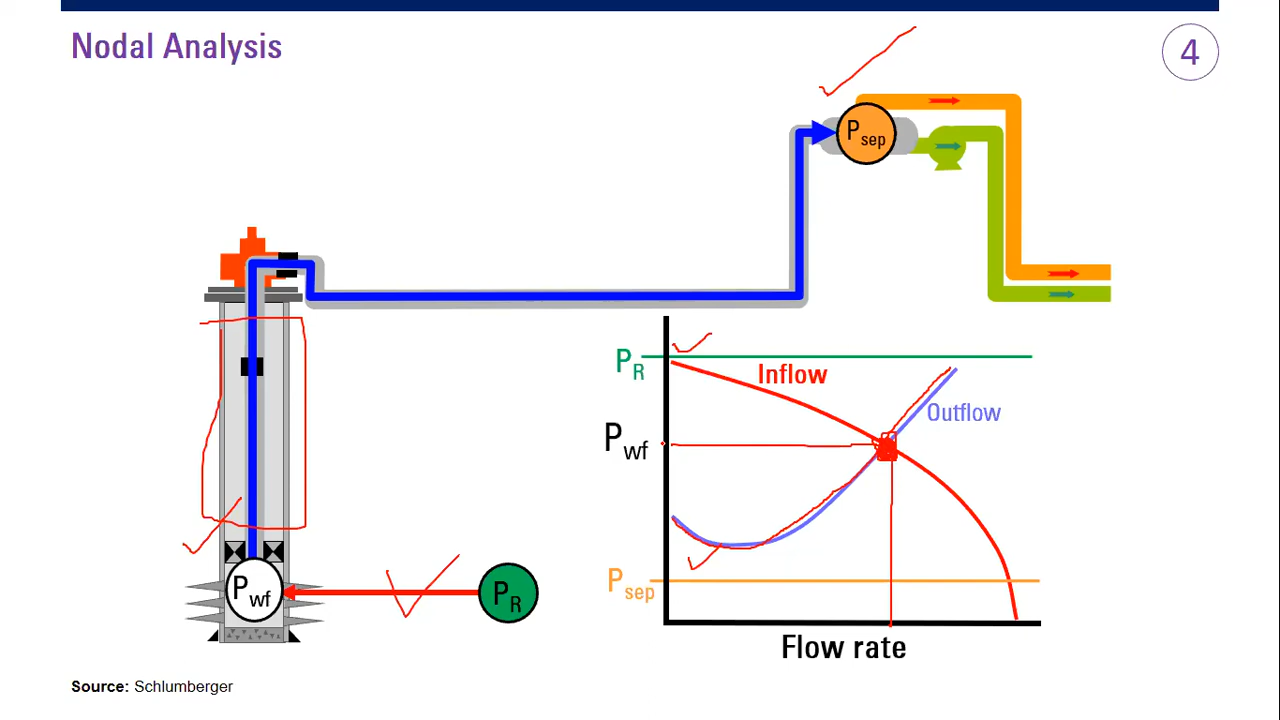 Nodal Analysis
4
Psep
PR
Inflow
Outflow
Pwf
Pwf
PR
Psep
Flow rate
Source: Schlumberger